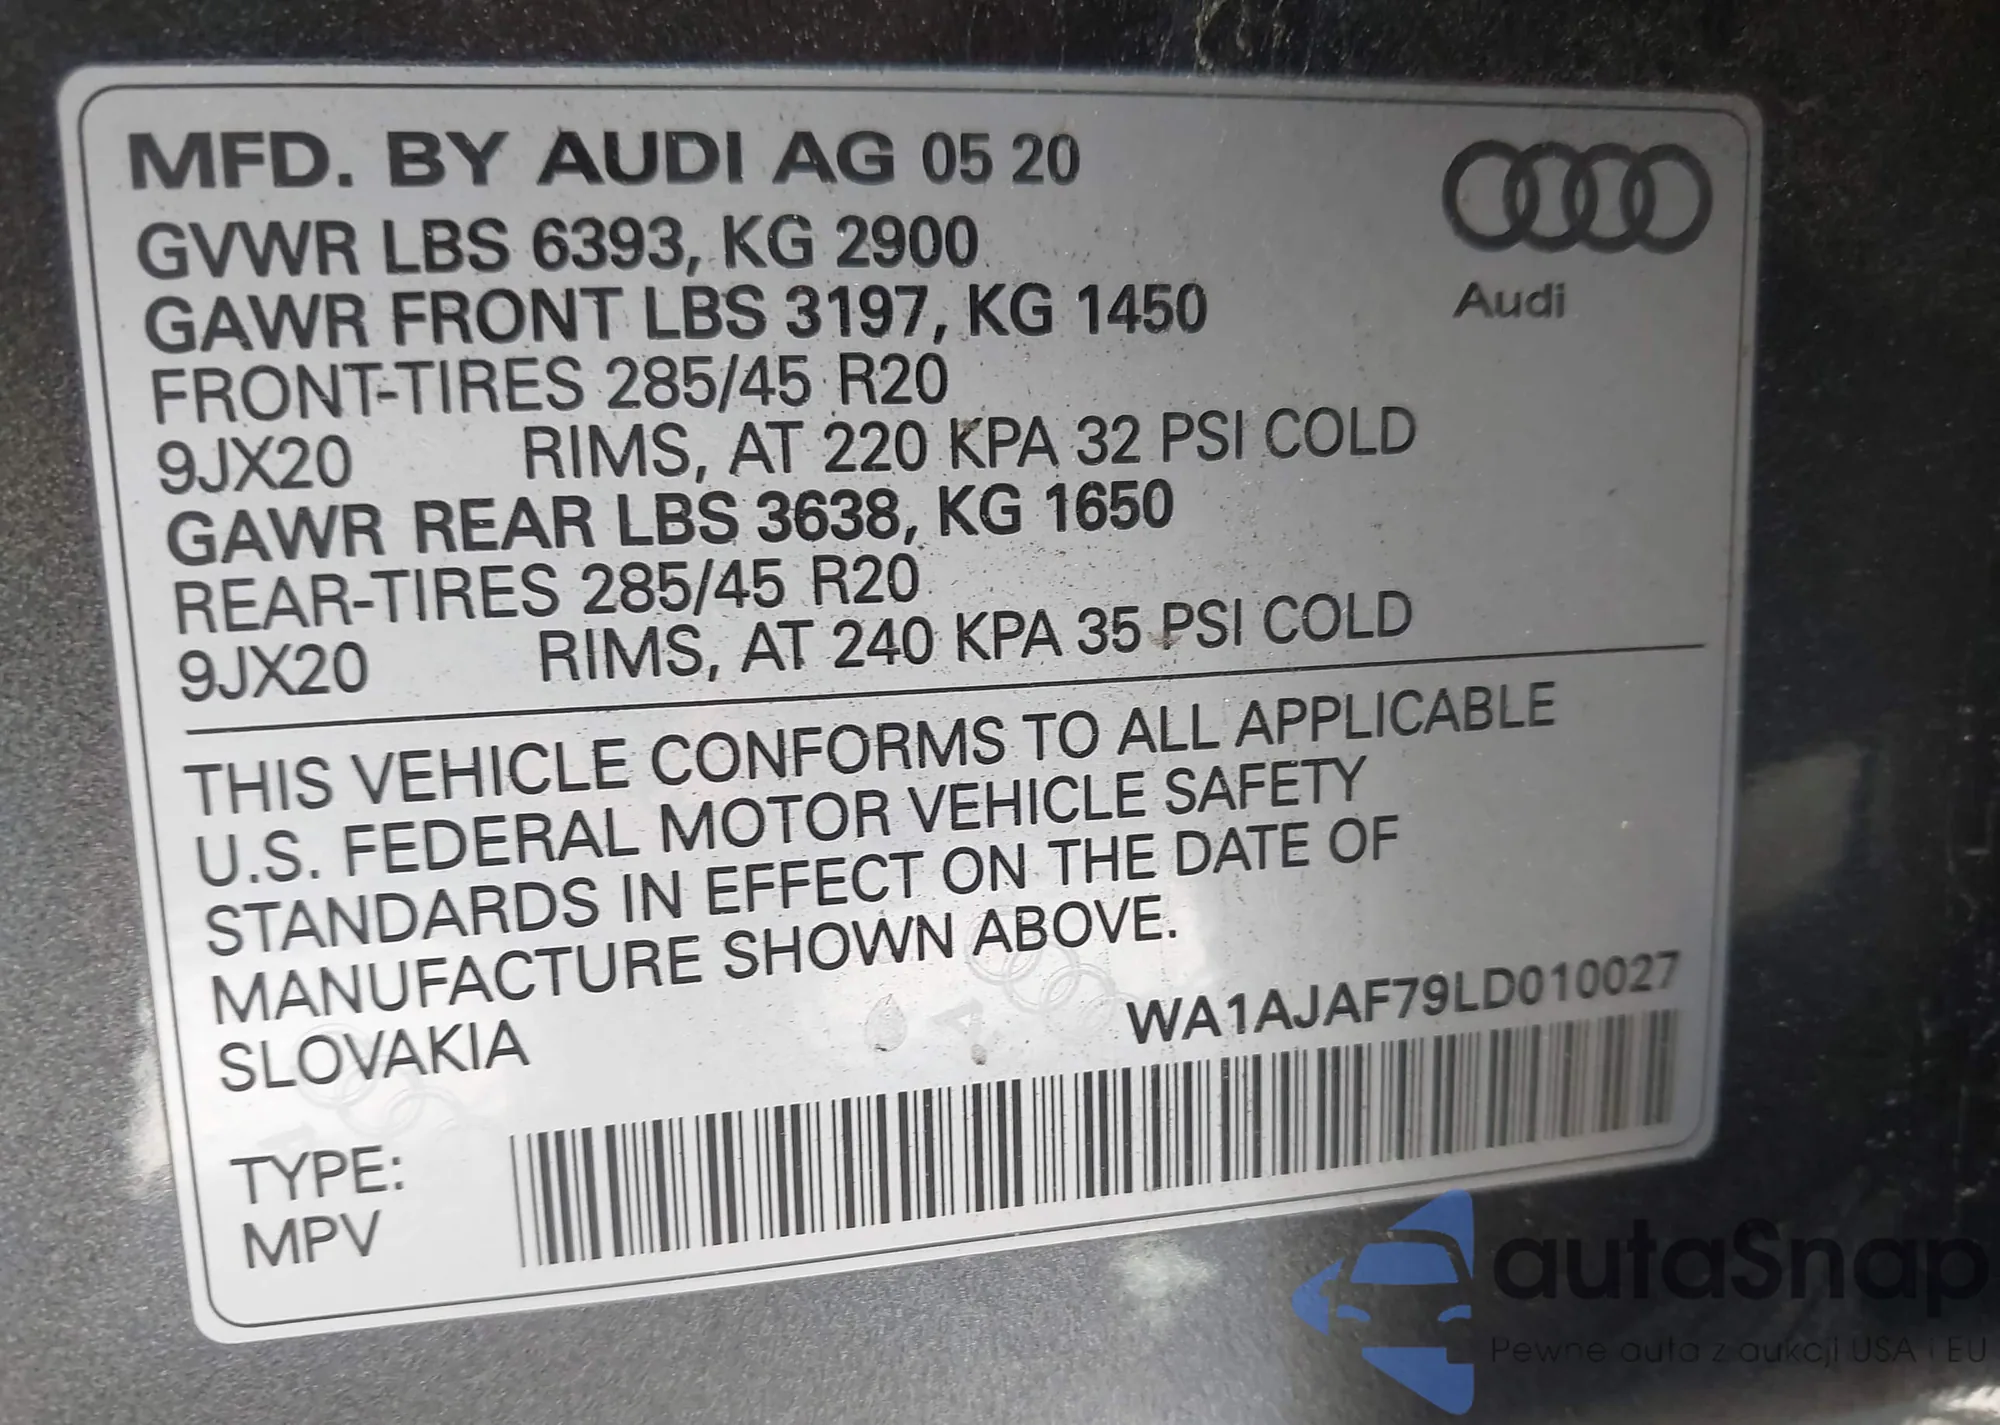 MFD. BY AUDI AG 05 20
GVWR LBS 6393, KG 2900
GAWR FRONT LBS 3197, KG 1450
FRONT-TIRES 285/45 R20
9JX20 RIMS, AT 220 KPA 32 PSI COLD
GAWR REAR LBS 3638, KG 1650
REAR-TIRES 285/45 R20
9JX20 RIMS, AT 240 KPA 35 PSI COLD
Audi
THIS VEHICLE CONFORMS TO ALL APPLICABLE
U.S. FEDERAL MOTOR VEHICLE SAFETY
STANDARDS IN EFFECT ON THE DATE OF
MANUFACTURE SHOWN ABOVE.
SLOVAKIA
WA1AJAF79LD010027
TYPE:
MPV
autaSnap
Pewne auta z aukcji USA i EU